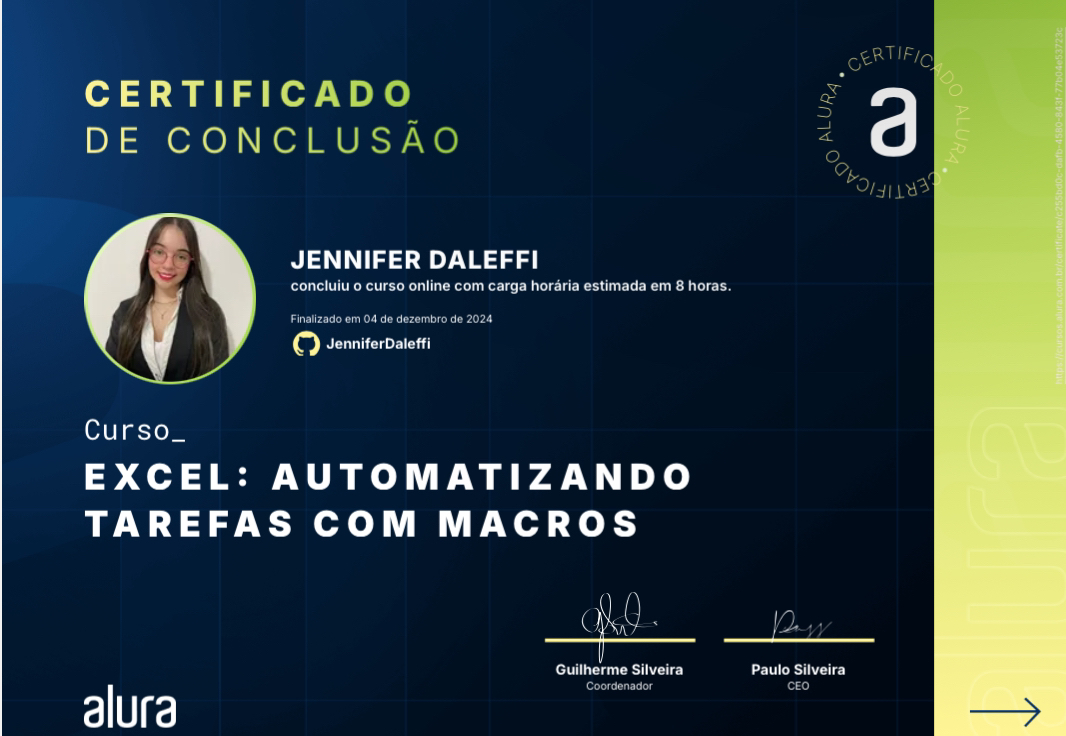 CERTIFICADO
DE CONCLUSÃO
CERTIFICADO ALURA • CERTIFICADO ALURA •
a
JENNIFER DALEFFI
concluiu o curso online com carga horária estimada em 8 horas.
Finalizado em 04 de dezembro de 2024
JenniferDaleffi
Curso_
EXCEL: AUTOMATIZANDO
TAREFAS COM MACROS
Guilherme Silveira
Coordenador
Paulo Silveira
CEO
alura
alura